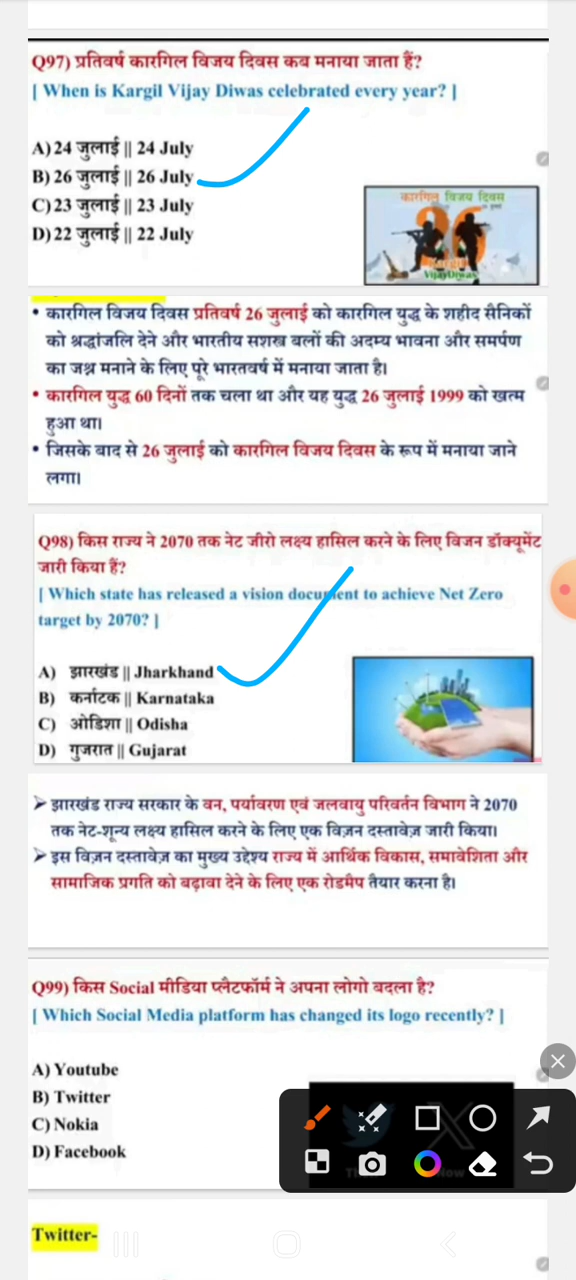 Q97) प्रतिवर्ष कारगिल विजय दिवस कब मनाया जाता हैं?
[ When is Kargil Vijay Diwas celebrated every year? ]
A) 24 जुलाई || 24 July
B) 26 जुलाई || 26 July
C) 23 जुलाई || 23 July
D) 22 जुलाई || 22 July
कारगिल विजय दिवस
26
Kargil
Vijay Diwas
• कारगिल विजय दिवस प्रतिवर्ष 26 जुलाई को कारगिल युद्ध के शहीद सैनिकों
को श्रद्धांजलि देने और भारतीय सशस्त्र बलों की अदम्य भावना और समर्पण
का जश्न मनाने के लिए पूरे भारतवर्ष में मनाया जाता है।
• कारगिल युद्ध 60 दिनों तक चला था और यह युद्ध 26 जुलाई 1999 को खत्म
हुआ था।
• जिसके बाद से 26 जुलाई को कारगिल विजय दिवस के रूप में मनाया जाने
लगा।
Q98) किस राज्य ने 2070 तक नेट जीरो लक्ष्य हासिल करने के लिए विजन डॉक्यूमेंट
जारी किया हैं?
[ Which state has released a vision document to achieve Net Zero
target by 2070? ]
A) झारखंड || Jharkhand
B) कर्नाटक || Karnataka
C) ओडिशा || Odisha
D) गुजरात || Gujarat
➤ झारखंड राज्य सरकार के वन, पर्यावरण एवं जलवायु परिवर्तन विभाग ने 2070
तक नेट-शून्य लक्ष्य हासिल करने के लिए एक विज़न दस्तावेज़ जारी किया।
➤ इस विज़न दस्तावेज़ का मुख्य उद्देश्य राज्य में आर्थिक विकास, समावेशिता और
सामाजिक प्रगति को बढ़ावा देने के लिए एक रोडमैप तैयार करना है।
Q99) किस Social मीडिया प्लैटफॉर्म ने अपना लोगो बदला है?
[ Which Social Media platform has changed its logo recently? ]
A) Youtube
B) Twitter
C) Nokia
D) Facebook
Twitter-